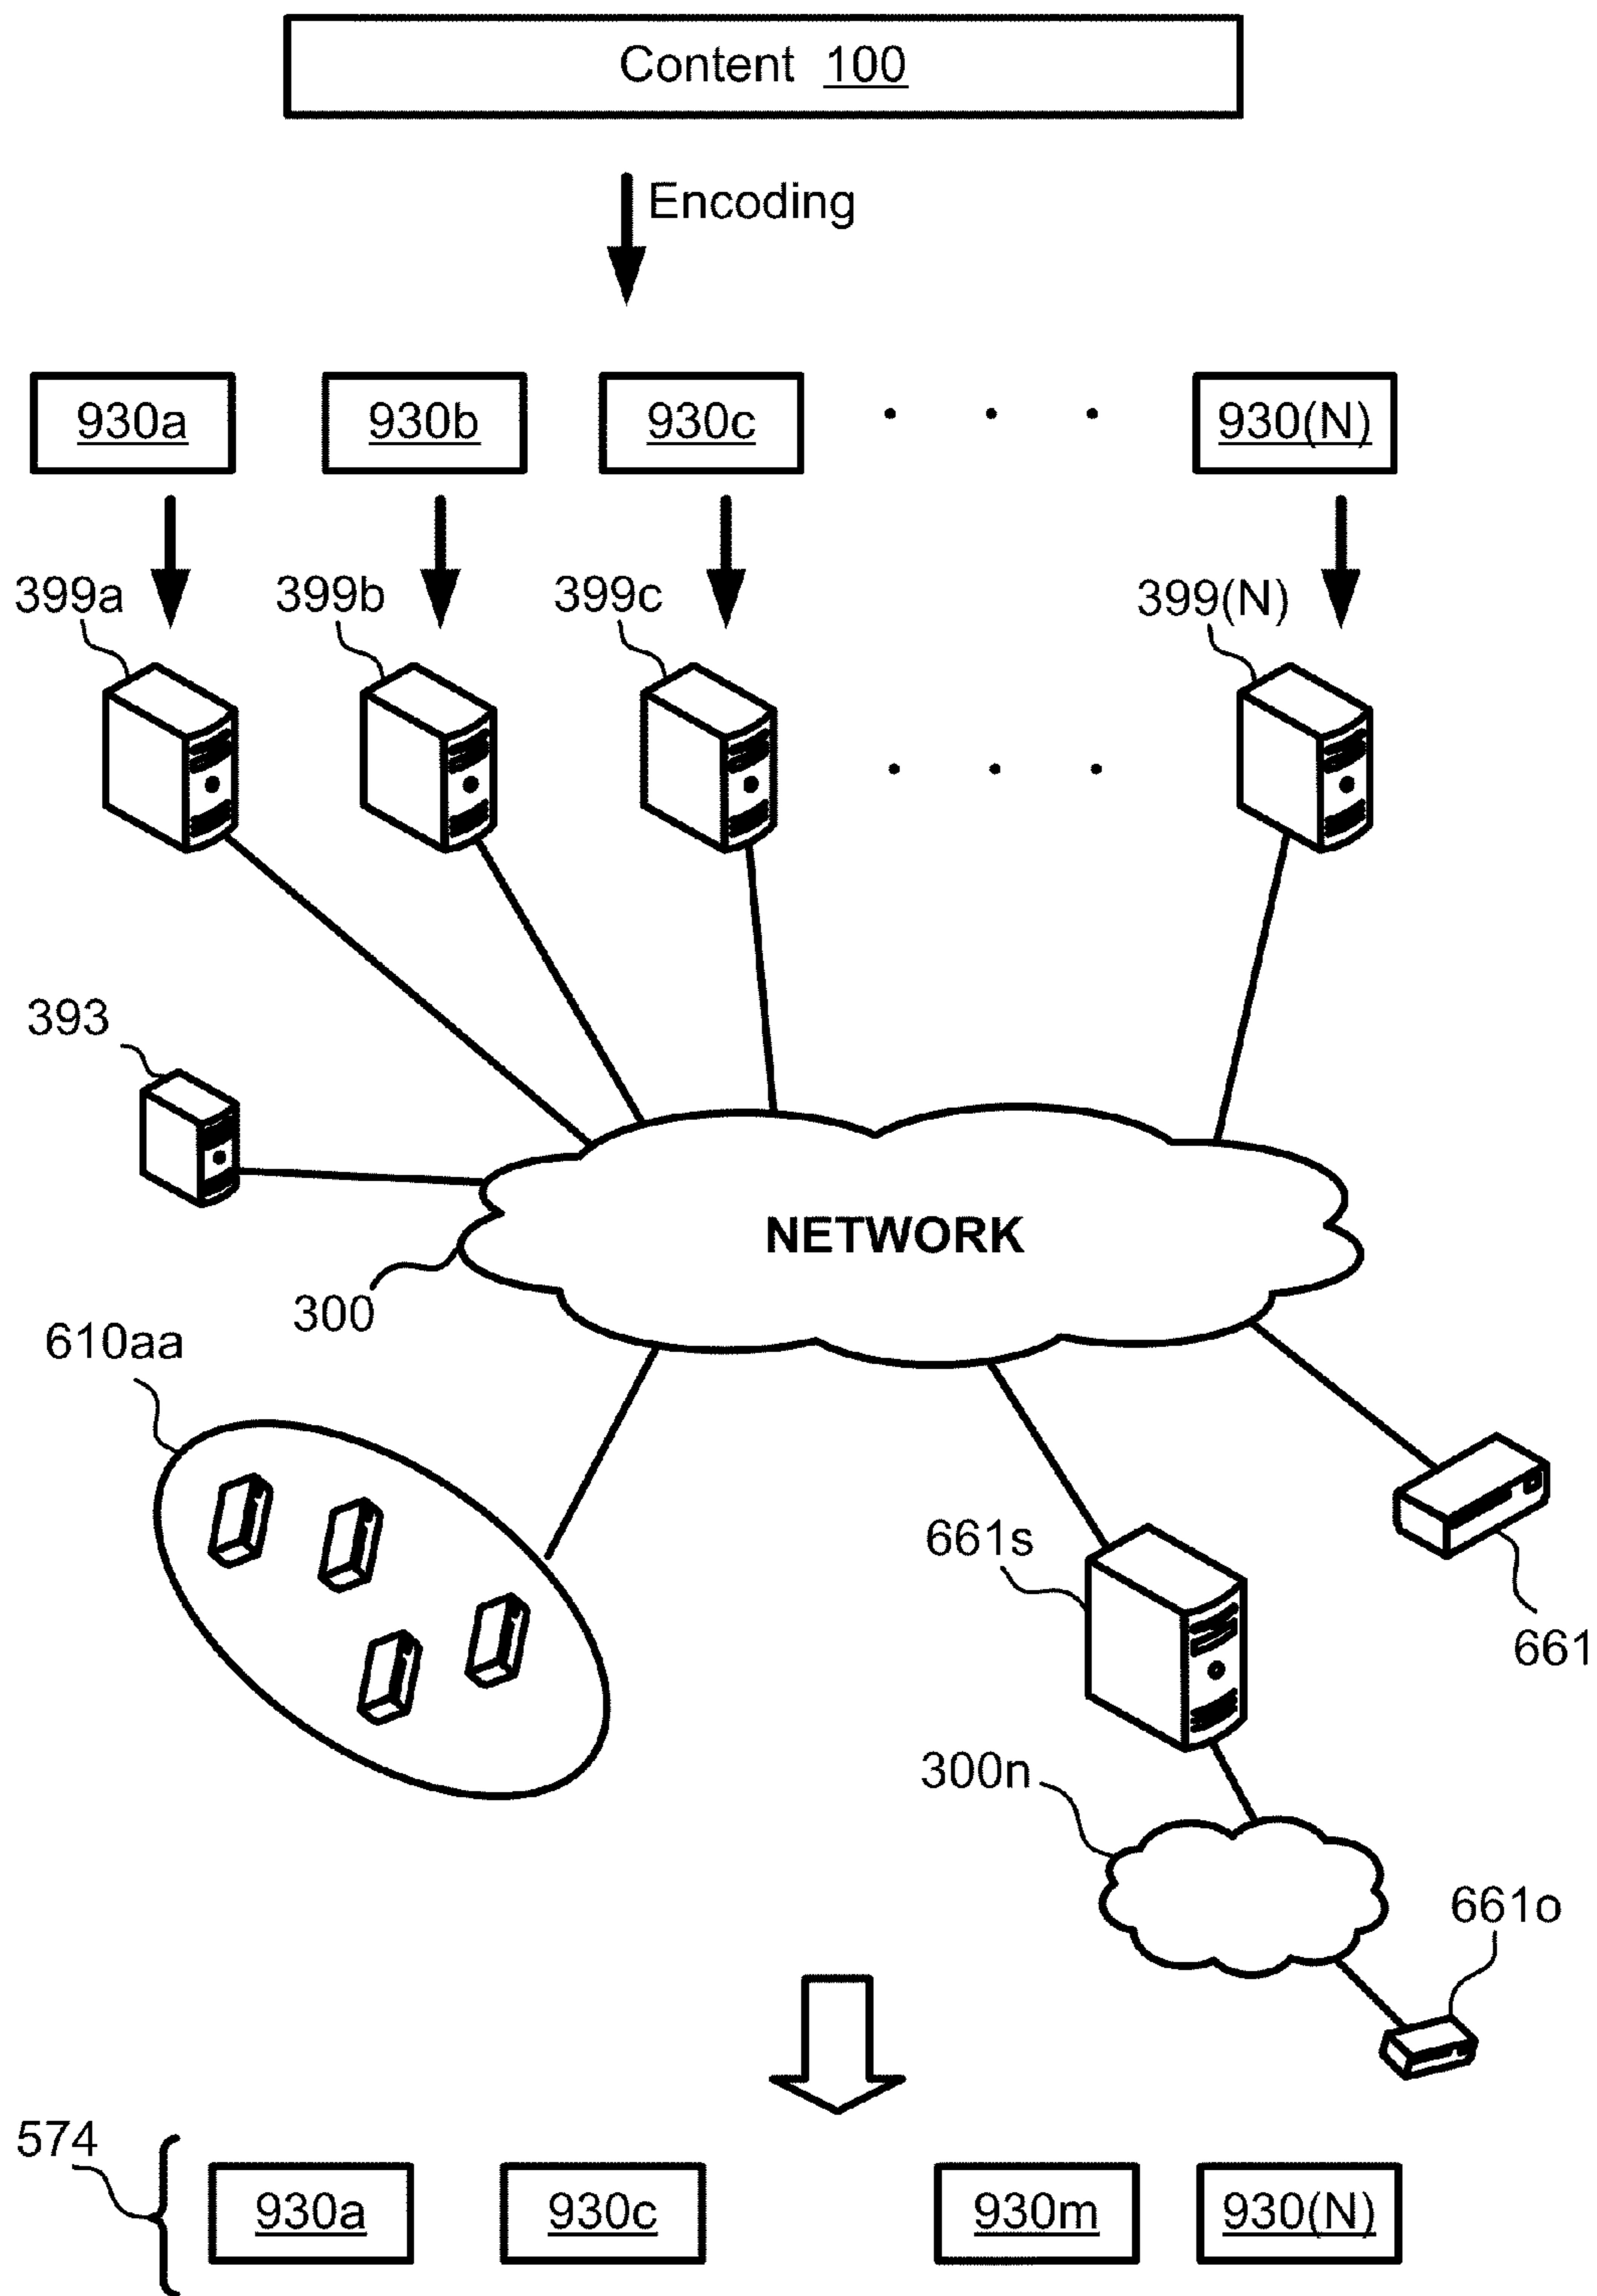 Content 100
Encoding
930a 930b 930c . . . 930(N)
399a 399b 399c 399(N)
. . .
393
NETWORK
300
610aa
661s
661
300n
661o
574
930a 930c 930m 930(N)